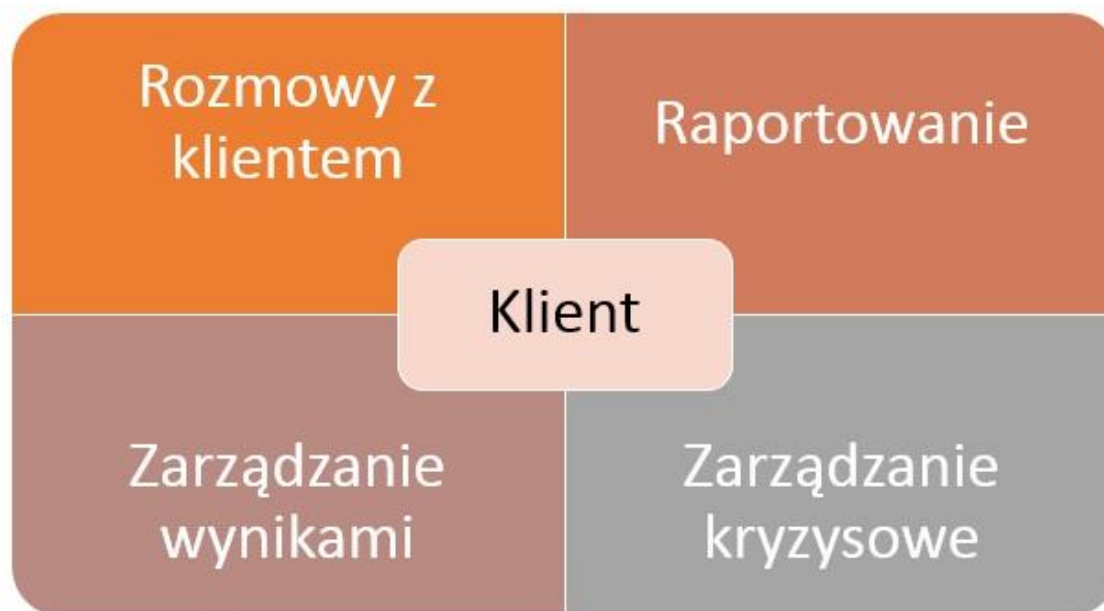 Rozmowy z
klientem
Raportowanie
Klient
Zarządzanie
wynikami
Zarządzanie
kryzysowe